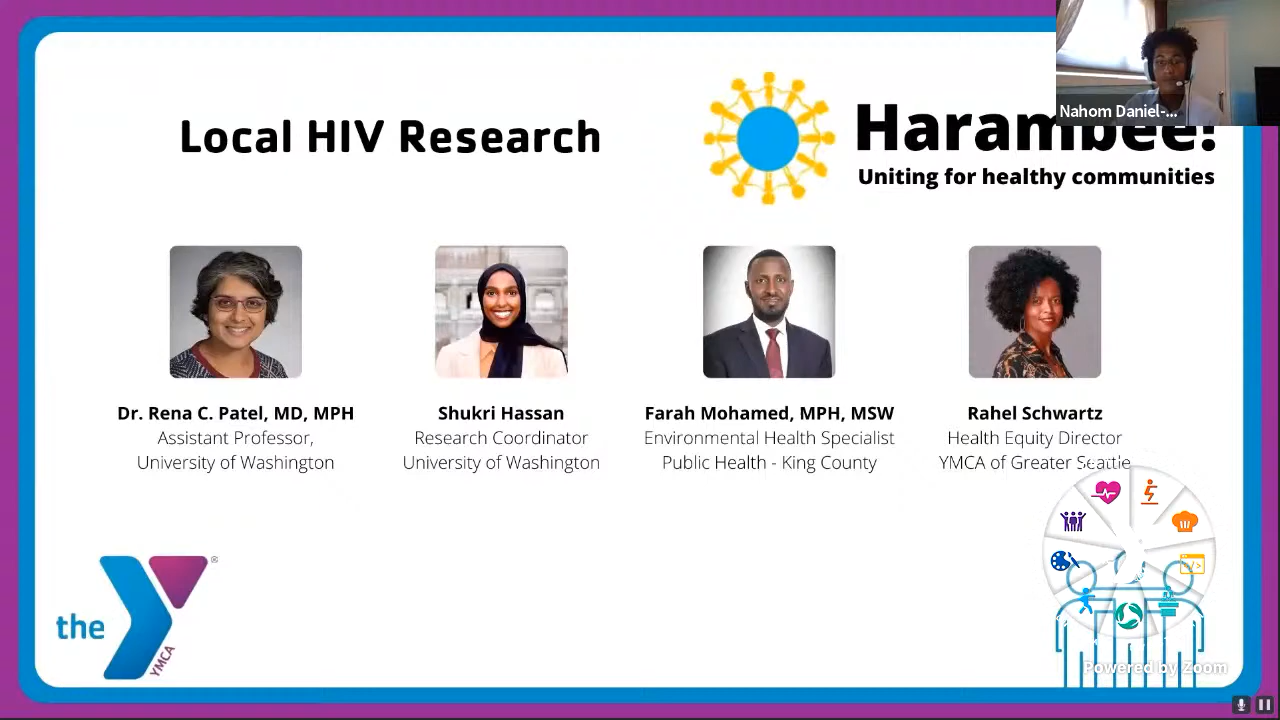 Nahom Daniel-...
Local HIV Research
Harambee!
Uniting for healthy communities
Dr. Rena C. Patel, MD, MPH
Assistant Professor,
University of Washington
Shukri Hassan
Research Coordinator
University of Washington
Farah Mohamed, MPH, MSW
Environmental Health Specialist
Public Health - King County
Rahel Schwartz
Health Equity Director
YMCA of Greater Seattle
the
YMCA
®
</>
Powered by Zoom